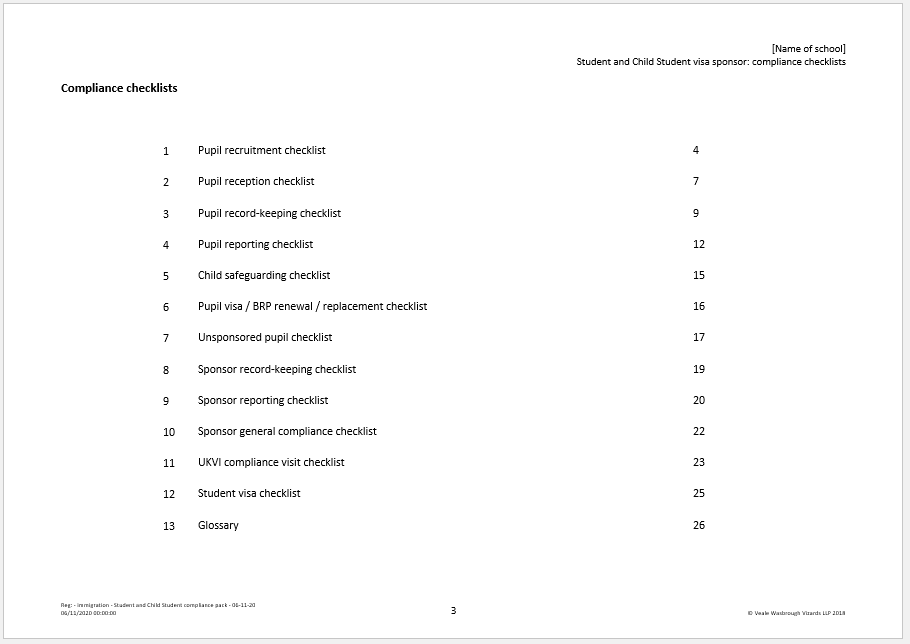 [Name of school]
Student and Child Student visa sponsor: compliance checklists
Compliance checklists
1 Pupil recruitment checklist 4
2 Pupil reception checklist 7
3 Pupil record-keeping checklist 9
4 Pupil reporting checklist 12
5 Child safeguarding checklist 15
6 Pupil visa / BRP renewal / replacement checklist 16
7 Unsponsored pupil checklist 17
8 Sponsor record-keeping checklist 19
9 Sponsor reporting checklist 20
10 Sponsor general compliance checklist 22
11 UKVI compliance visit checklist 23
12 Student visa checklist 25
13 Glossary 26
Reg: - Immigration - Student and Child Student compliance pack - 06-11-20
06/11/2020 00:00:00
3
© Veale Wasbrough Vizards LLP 2018